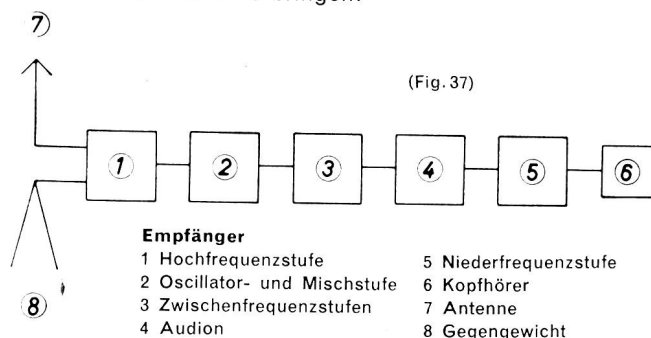 7
(Fig. 37)
1 2 3 4 5 6
8
Empfänger
1 Hochfrequenzstufe
2 Oscillator- und Mischstufe
3 Zwischenfrequenzstufen
4 Audion
5 Niederfrequenzstufe
6 Kopfhörer
7 Antenne
8 Gegengewicht